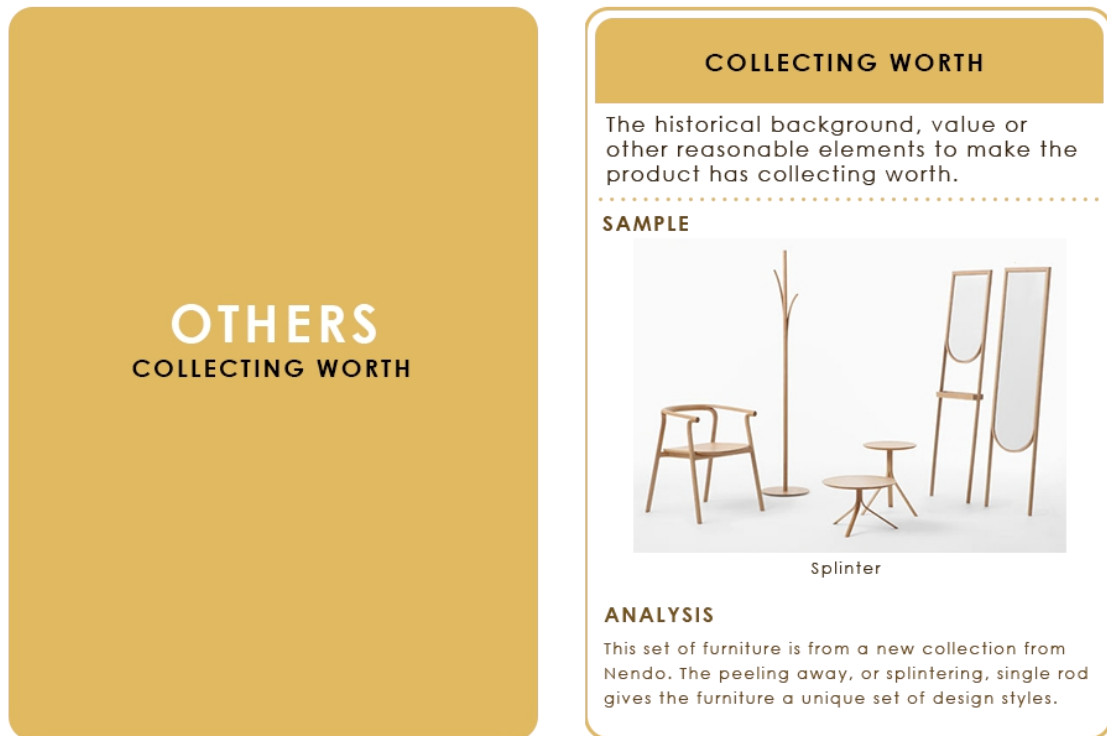 OTHERS
COLLECTING WORTH
COLLECTING WORTH
The historical background, value or
other reasonable elements to make the
product has collecting worth.
SAMPLE
Splinter
ANALYSIS
This set of furniture is from a new collection from
Nendo. The peeling away, or splintering, single rod
gives the furniture a unique set of design styles.